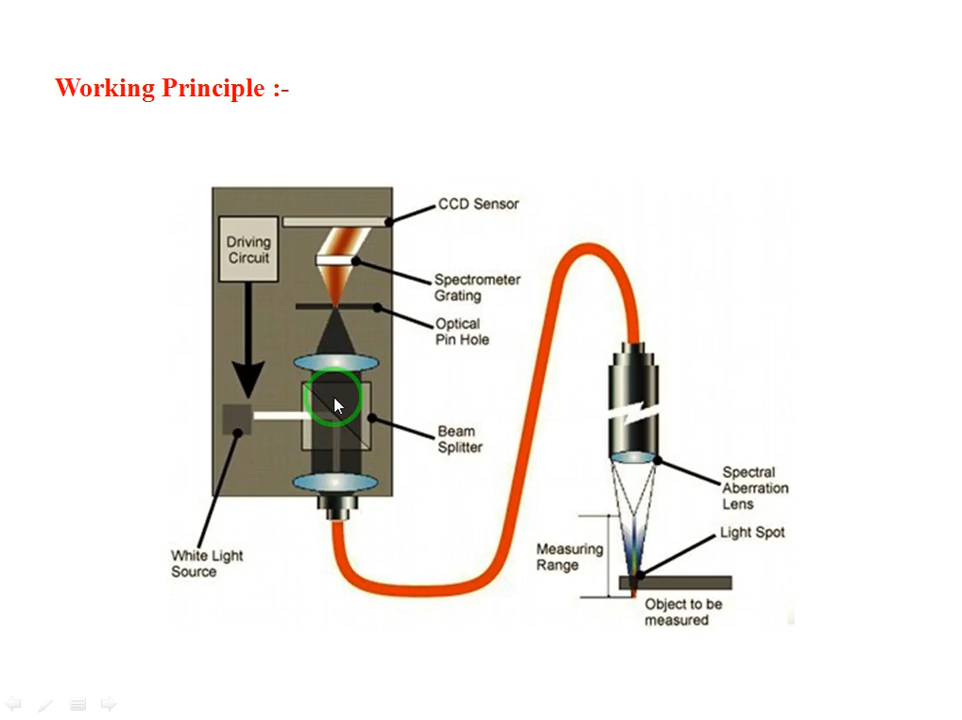 Working Principle :-
CCD Sensor
Driving
Circuit
Spectrometer
Grating
Optical
Pin Hole
Beam
Splitter
Spectral
Aberration
Lens
Light Spot
Measuring
Range
White Light
Source
Object to be
measured